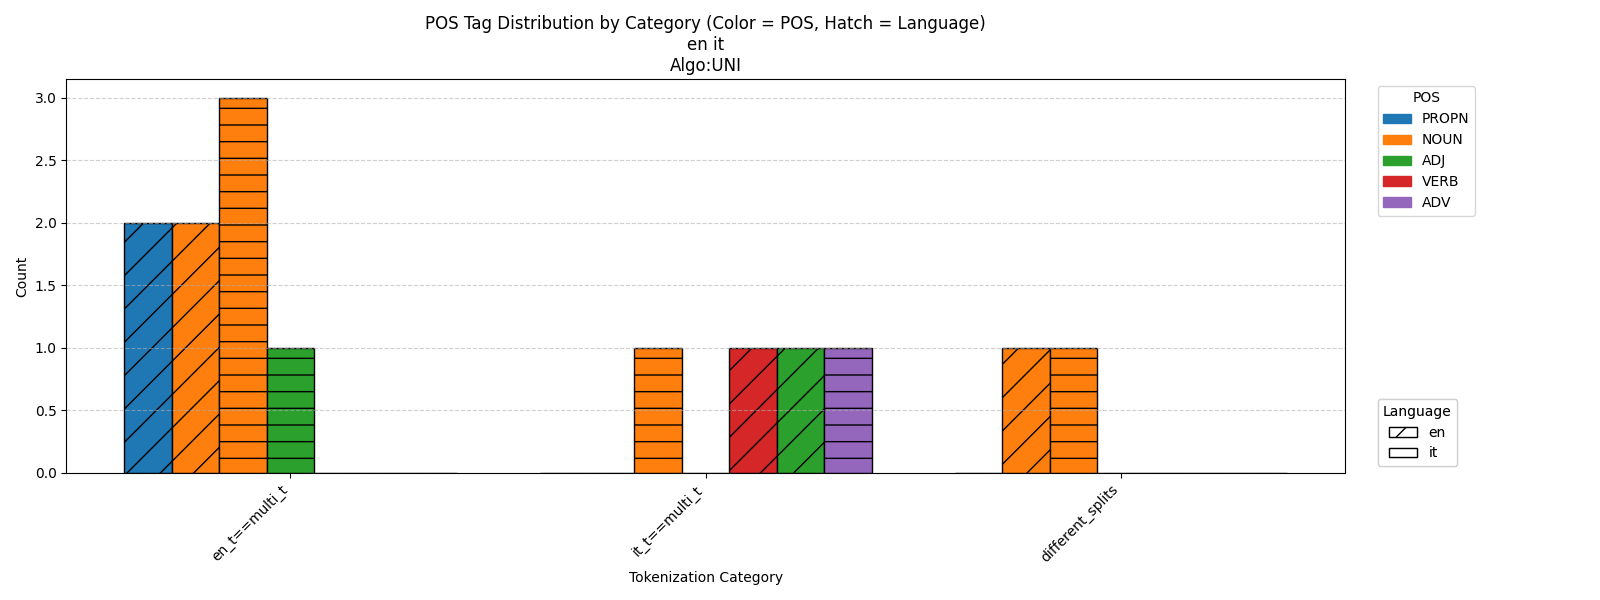 POS Tag Distribution by Category (Color = POS, Hatch = Language)
en it
Algo:UNI
Count
3.0
2.5
2.0
1.5
1.0
0.5
0.0
en_t==multi_t
it_t==multi_t
different_splits
Tokenization Category
POS
PROPN
NOUN
ADJ
VERB
ADV
Language
en
it